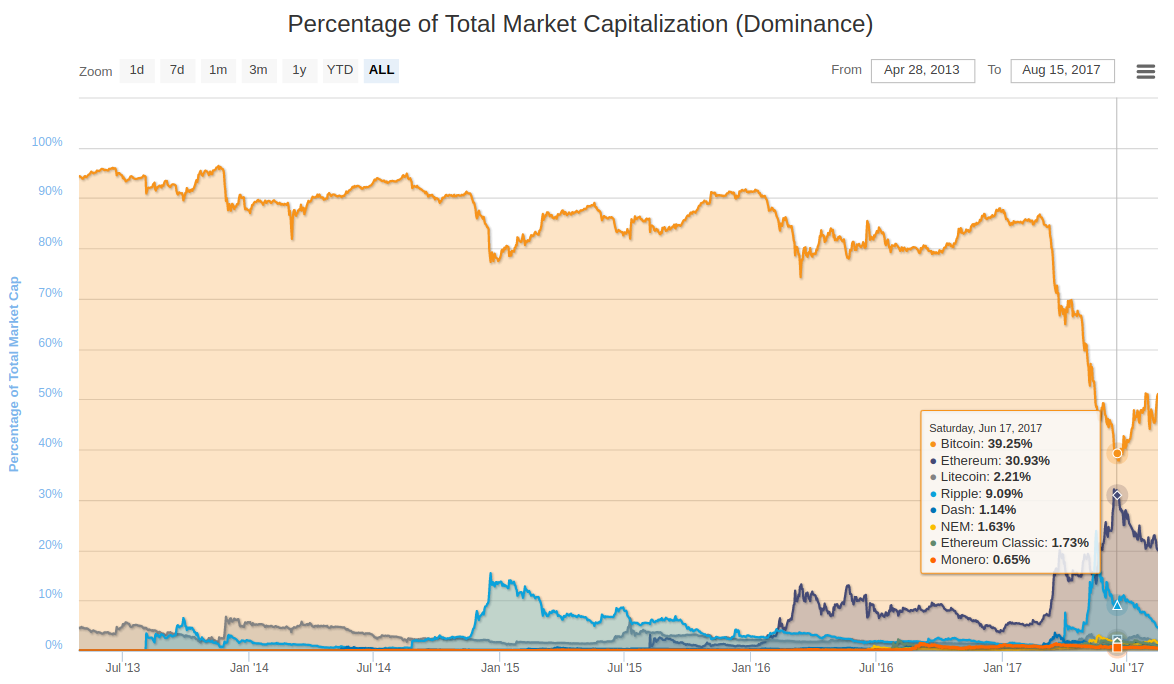 Percentage of Total Market Capitalization (Dominance)
Zoom 1d 7d 1m 3m 1y YTD ALL From Apr 28, 2013 To Aug 15, 2017
Percentage of Total Market Cap
100%
90%
80%
70%
60%
50%
40%
30%
20%
10%
0%
Saturday, Jun 17, 2017
Bitcoin: 39.25%
Ethereum: 30.93%
Litecoin: 2.21%
Ripple: 9.09%
Dash: 1.14%
NEM: 1.63%
Ethereum Classic: 1.73%
Monero: 0.65%
Jul '13 Jan '14 Jul '14 Jan '15 Jul '15 Jan '16 Jul '16 Jan '17 Jul '17